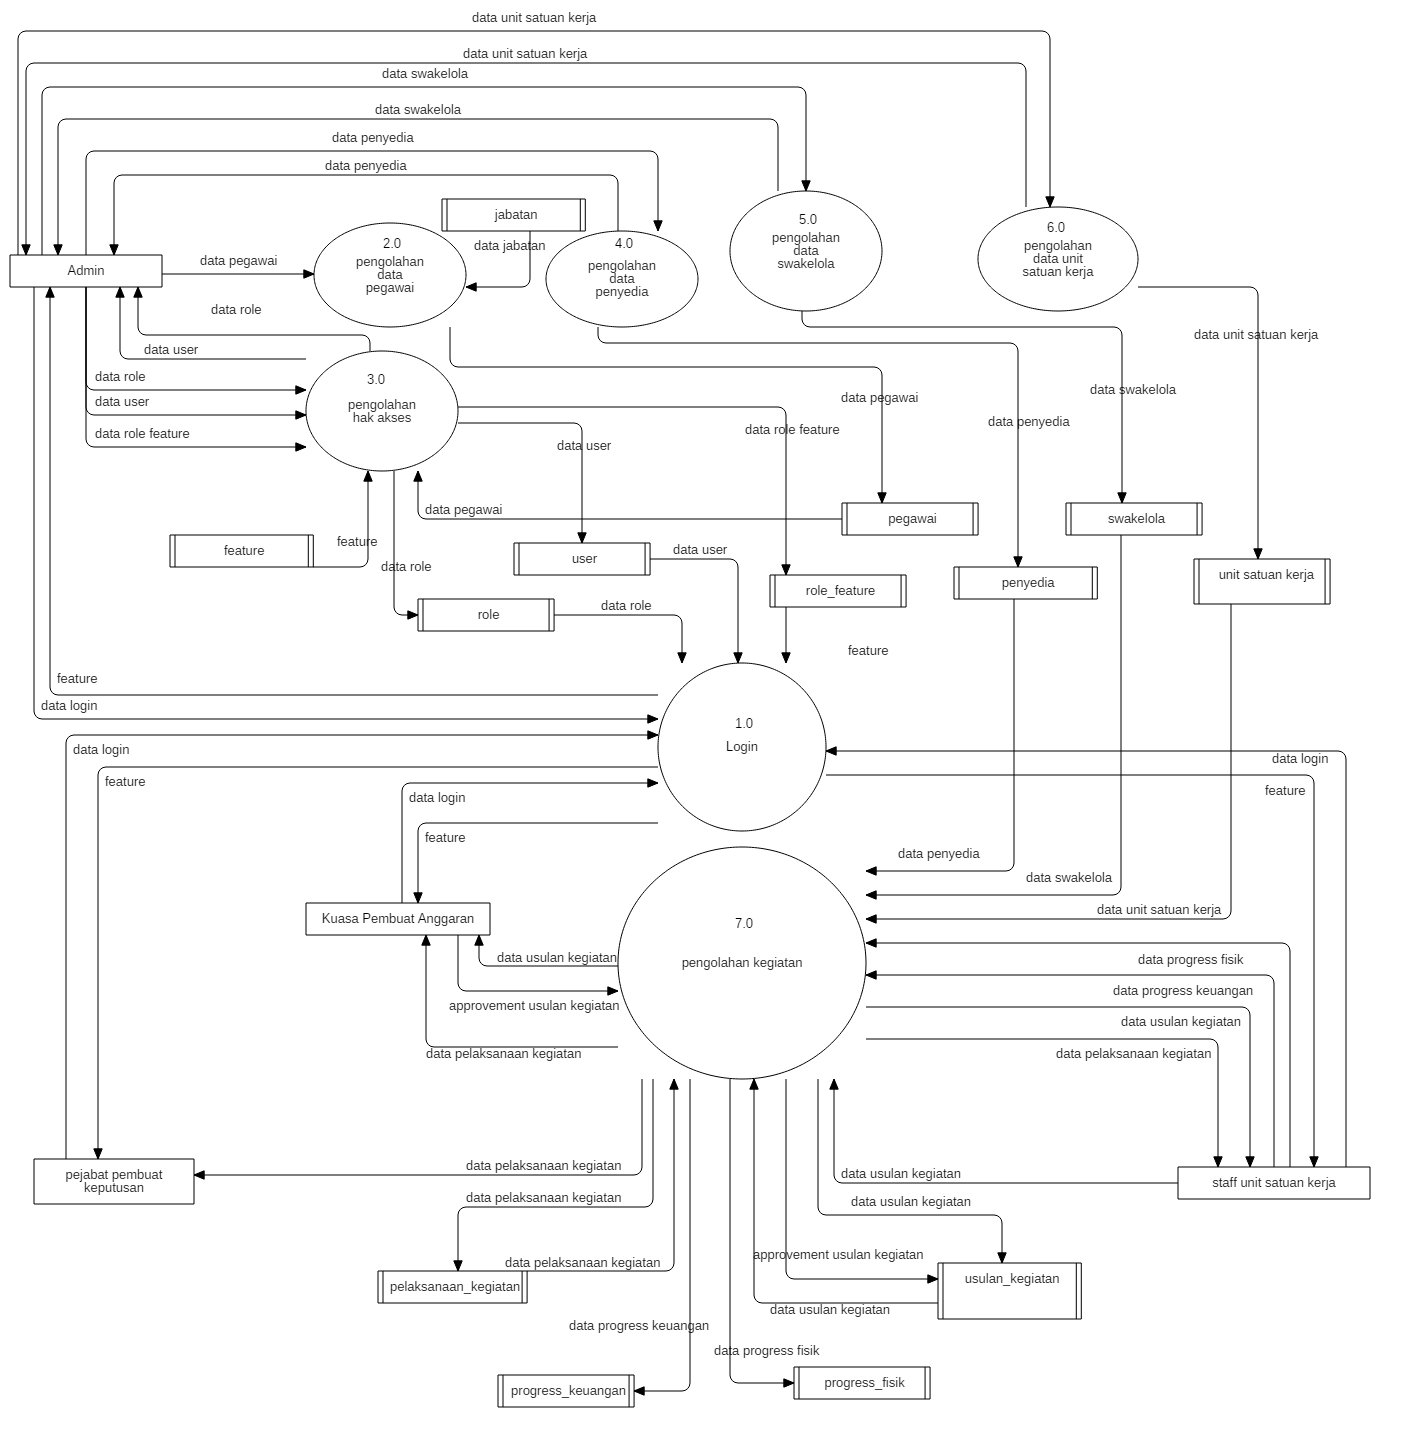 data unit satuan kerja
data unit satuan kerja
data swakelola
data swakelola
data penyedia
data penyedia
jabatan
data jabatan
Admin
data pegawai
2.0
pengolahan
data
pegawai
4.0
pengolahan
data
penyedia
5.0
pengolahan
data
swakelola
6.0
pengolahan
data unit
satuan kerja
data role
data user
data role
data user
data role feature
3.0
pengolahan
hak akses
data unit satuan kerja
data swakelola
data pegawai
data penyedia
data role feature
data user
data pegawai
pegawai
swakelola
feature
feature
data role
user
data user
role_feature
penyedia
unit satuan kerja
role
data role
feature
feature
data login
data login
feature
1.0
Login
data login
feature
data login
feature
data penyedia
data swakelola
data unit satuan kerja
Kuasa Pembuat Anggaran
7.0
pengolahan kegiatan
data usulan kegiatan
approvement usulan kegiatan
data pelaksanaan kegiatan
data progress fisik
data progress keuangan
data usulan kegiatan
data pelaksanaan kegiatan
pejabat pembuat
keputusan
data pelaksanaan kegiatan
data pelaksanaan kegiatan
data pelaksanaan kegiatan
pelaksanaan_kegiatan
data usulan kegiatan
staff unit satuan kerja
data usulan kegiatan
approvement usulan kegiatan
usulan_kegiatan
data usulan kegiatan
data progress keuangan
data progress fisik
progress_keuangan
progress_fisik